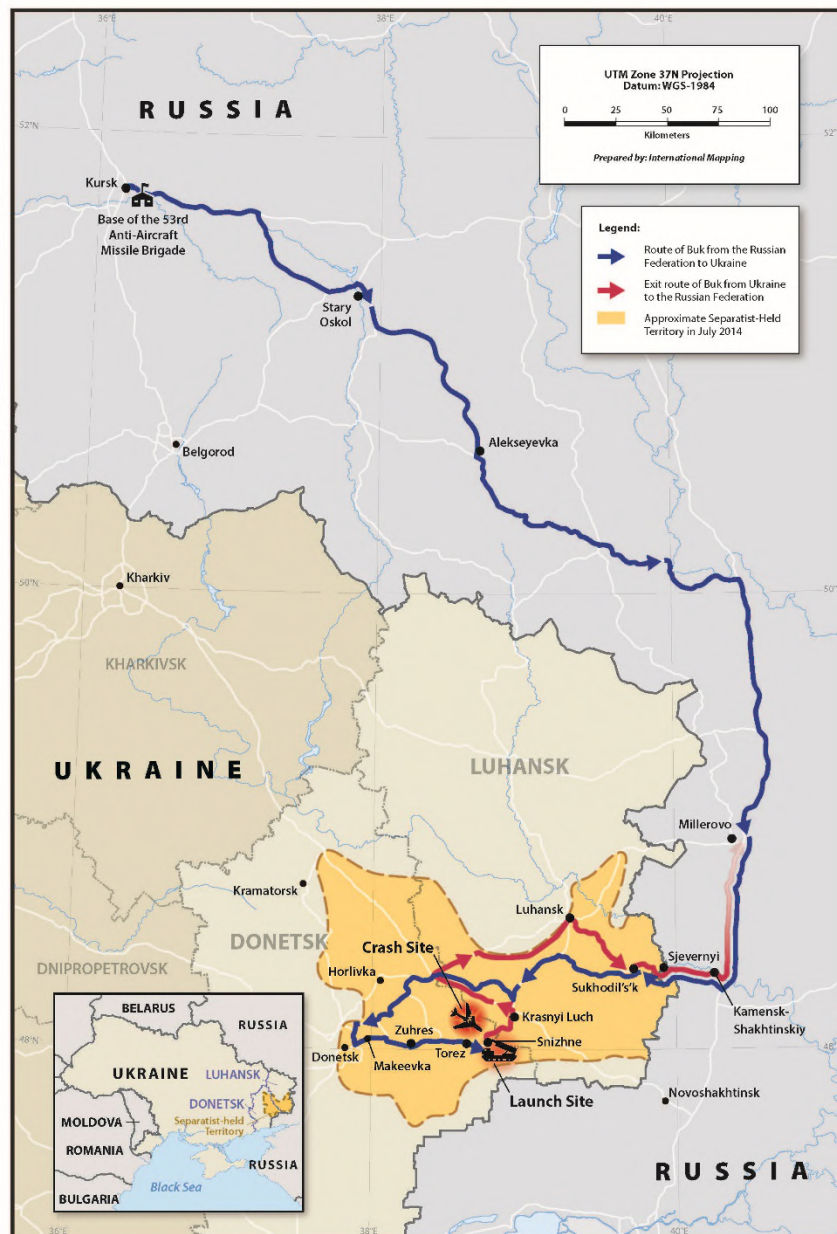 36°E
38°E
40°E
UTM Zone 37N Projection
Datum: WGS-1984
0 25 50 75 100
Kilometers
Prepared by: International Mapping
RUSSIA
52°N
52°N
Kursk
Base of the 53rd
Anti-Aircraft
Missile Brigade
Legend:
Route of Buk from the Russian
Federation to Ukraine
Exit route of Buk from Ukraine
to the Russian Federation
Approximate Separatist-Held
Territory in July 2014
Stary
Oskol
Belgorod
Alekseyevka
Kharkiv
50°N
50°N
KHARKIVSK
UKRAINE
LUHANSK
Millerovo
Kramatorsk
Luhansk
DONETSK
Crash Site
Sjevernyi
DNIPROPETROVSK
Horlivka
Sukhodil's'k
Kamensk-
Shakhtinskiy
Krasnyi Luch
Zuhres
Snizhne
Donetsk
Makeevka
Torez
48°N
48°N
Launch Site
Novoshakhtinsk
RUSSIA
BELARUS
RUSSIA
UKRAINE
LUHANSK
DONETSK
Separatist-held
Territory
MOLDOVA
ROMANIA
RUSSIA
Black Sea
BULGARIA
36°E
38°E
40°E